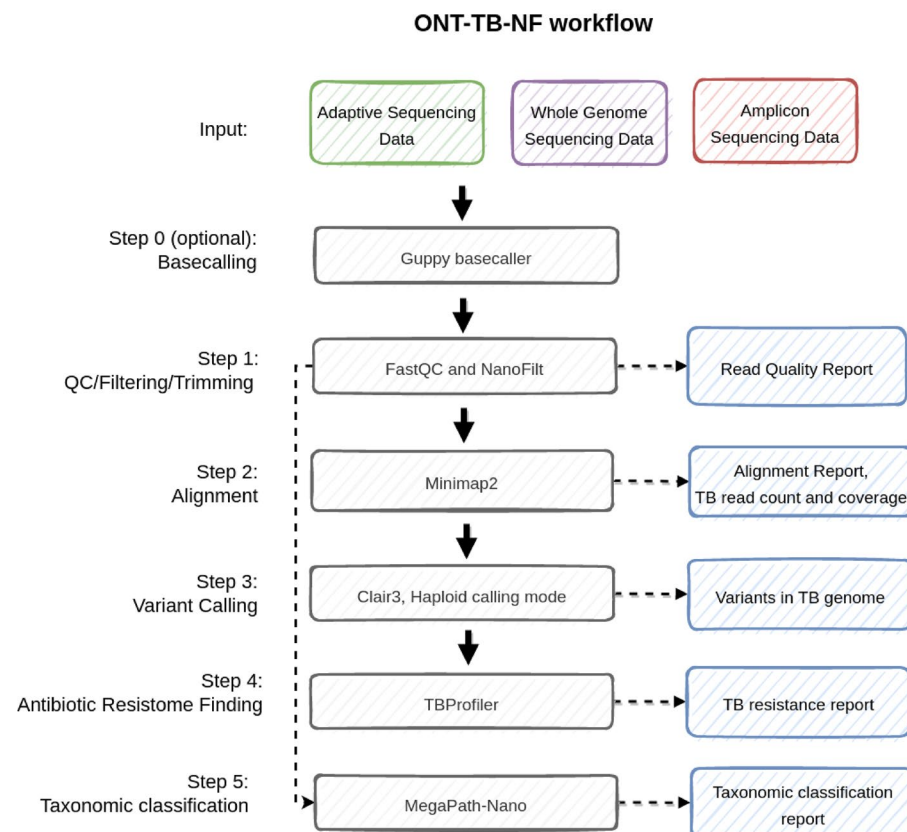 ONT-TB-NF workflow
Input:
Adaptive Sequencing
Data
Whole Genome
Sequencing Data
Amplicon
Sequencing Data
Step 0 (optional):
Basecalling
Guppy basecaller
Step 1:
QC/Filtering/Trimming
FastQC and NanoFilt
Read Quality Report
Step 2:
Alignment
Minimap2
Alignment Report,
TB read count and coverage
Step 3:
Variant Calling
Clair3, Haploid calling mode
Variants in TB genome
Step 4:
Antibiotic Resistome Finding
TBProfiler
TB resistance report
Step 5:
Taxonomic classification
MegaPath-Nano
Taxonomic classification
report